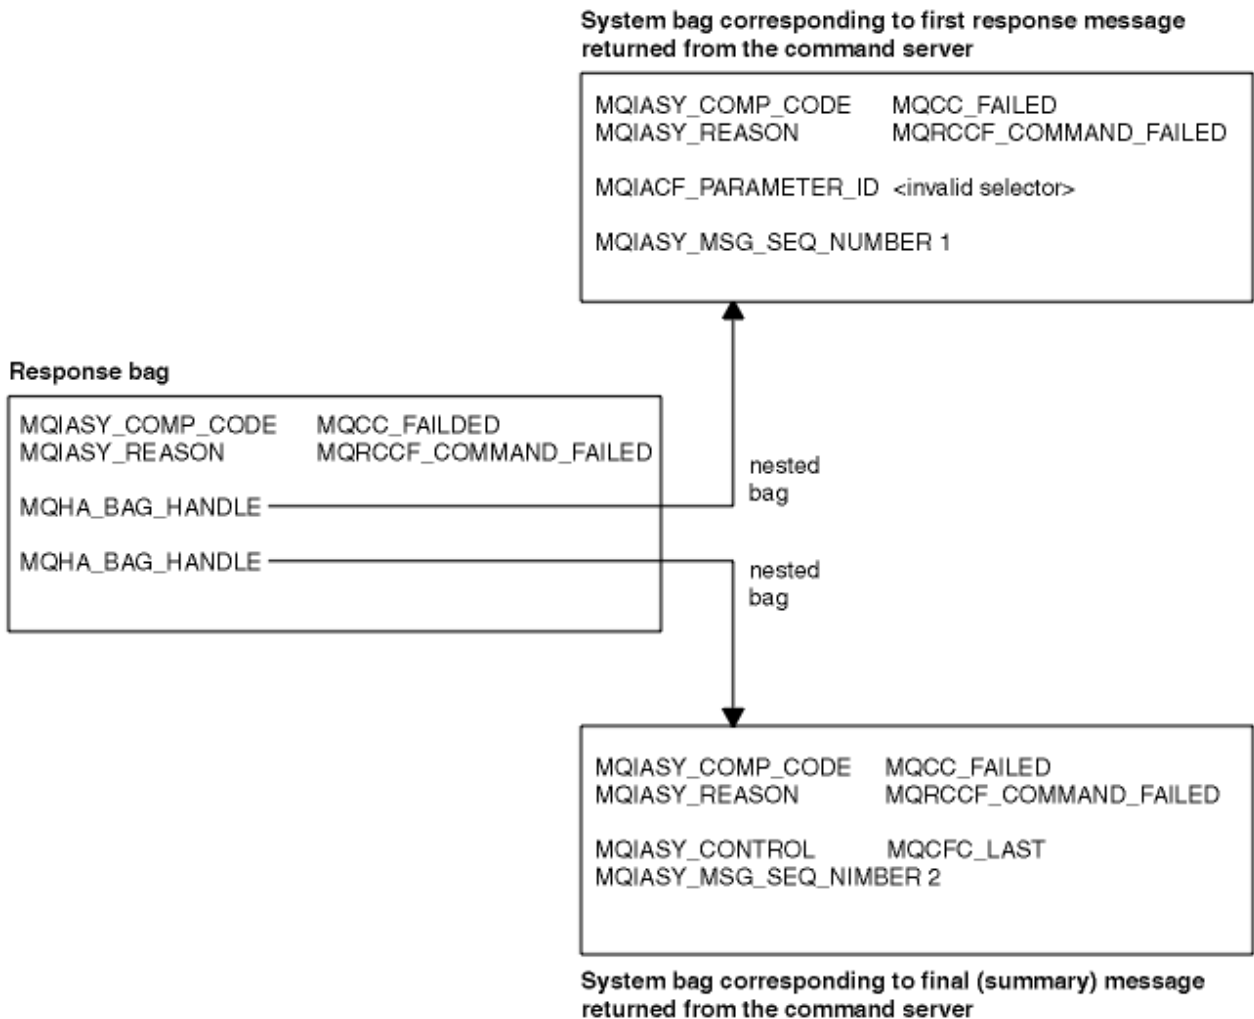 System bag corresponding to first response message
returned from the command server
MQIASY_COMP_CODE MQCC_FAILED
MQIASY_REASON MQRCCF_COMMAND_FAILED
MQIACF_PARAMETER_ID <invalid selector>
MQIASY_MSG_SEQ_NUMBER 1
Response bag
MQIASY_COMP_CODE MQCC_FAILDED
MQIASY_REASON MQRCCF_COMMAND_FAILED
MQHA_BAG_HANDLE
MQHA_BAG_HANDLE
nested
bag
nested
bag
MQIASY_COMP_CODE MQCC_FAILED
MQIASY_REASON MQRCCF_COMMAND_FAILED
MQIASY_CONTROL MQCFC_LAST
MQIASY_MSG_SEQ_NIMBER 2
System bag corresponding to final (summary) message
returned from the command server